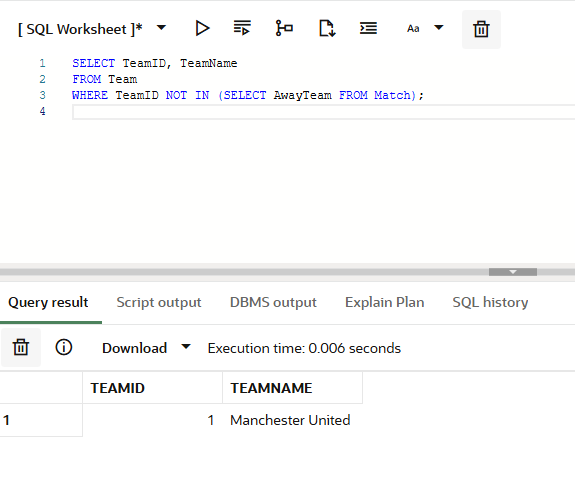 [ SQL Worksheet ]* Aa
1 SELECT TeamID, TeamName
2 FROM Team
3 WHERE TeamID NOT IN (SELECT AwayTeam FROM Match);
4
Query result Script output DBMS output Explain Plan SQL history
Download Execution time: 0.006 seconds
TEAMID TEAMNAME
1 1 Manchester United